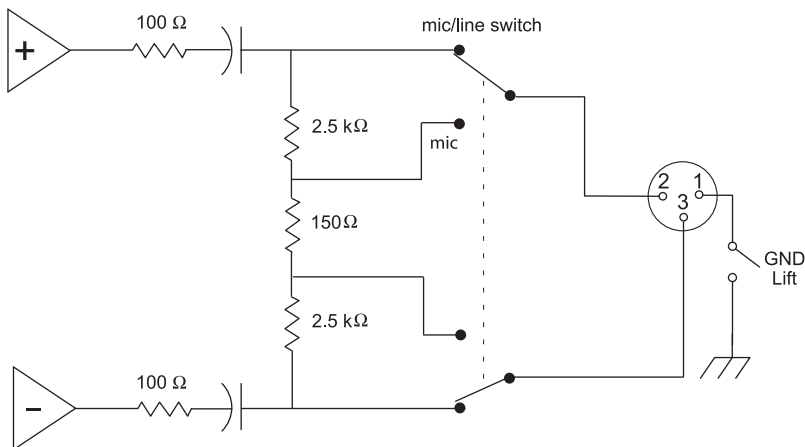 100 Ω
mic/line switch
+
2.5 kΩ
mic
2
1
3
150Ω
GND
Lift
2.5 kΩ
100 Ω
-